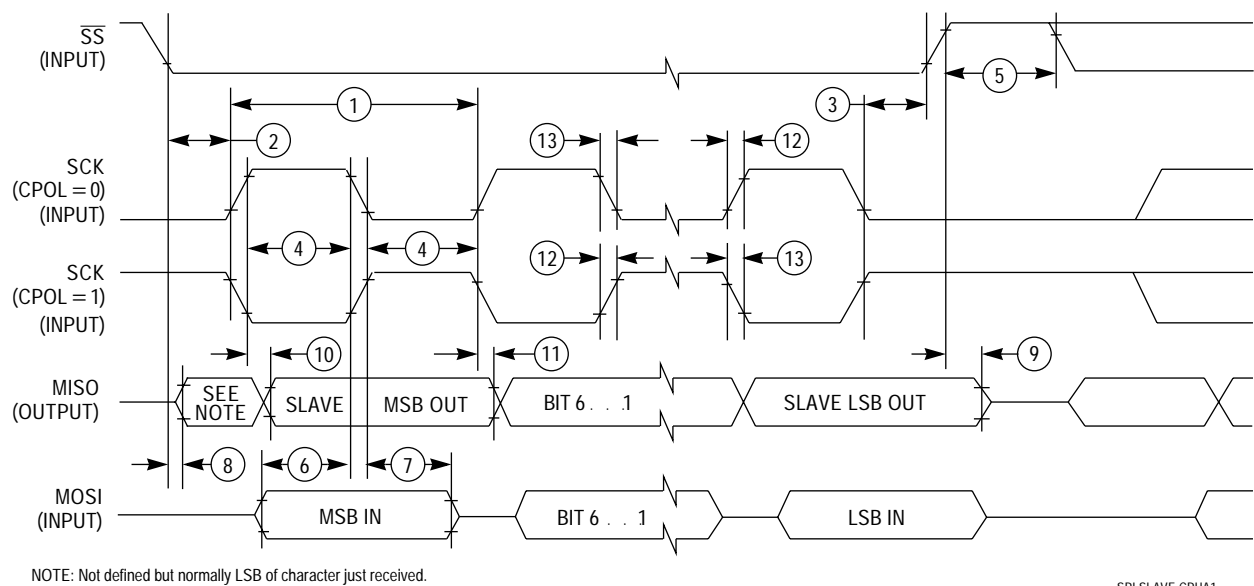 SS
(INPUT)
5
1
3
2
13
12
SCK
(CPOL = 0)
(INPUT)
4
4
12
13
SCK
(CPOL = 1)
(INPUT)
10
11
9
MISO
(OUTPUT)
SEE
NOTE
SLAVE
MSB OUT
BIT 6 . . . 1
SLAVE LSB OUT
8
6
7
MOSI
(INPUT)
MSB IN
BIT 6 . . . 1
LSB IN
NOTE: Not defined but normally LSB of character just received.